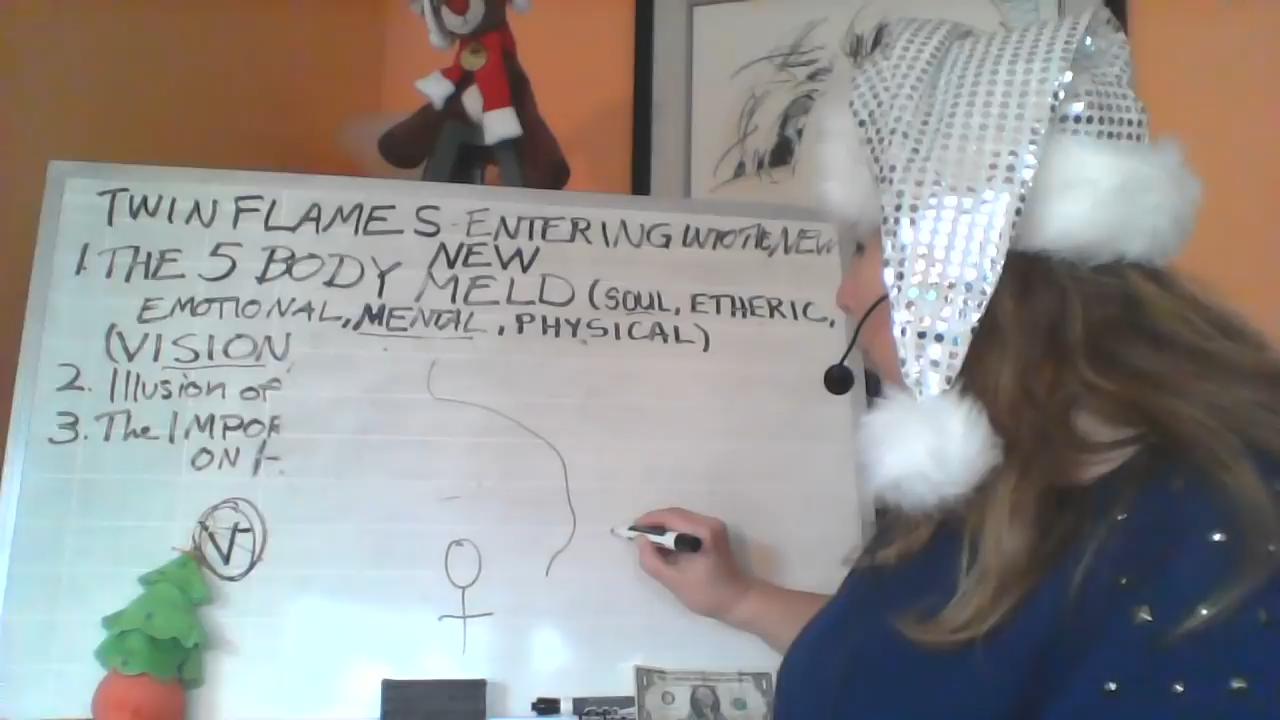 TWIN FLAMES-ENTERING INTO THE NEW
NEW
1. THE 5 BODY MELD (SOUL, ETHERIC,
EMOTIONAL, MENTAL, PHYSICAL)
(VISION
2. Illusion of
3. The IMPOR
ON
V